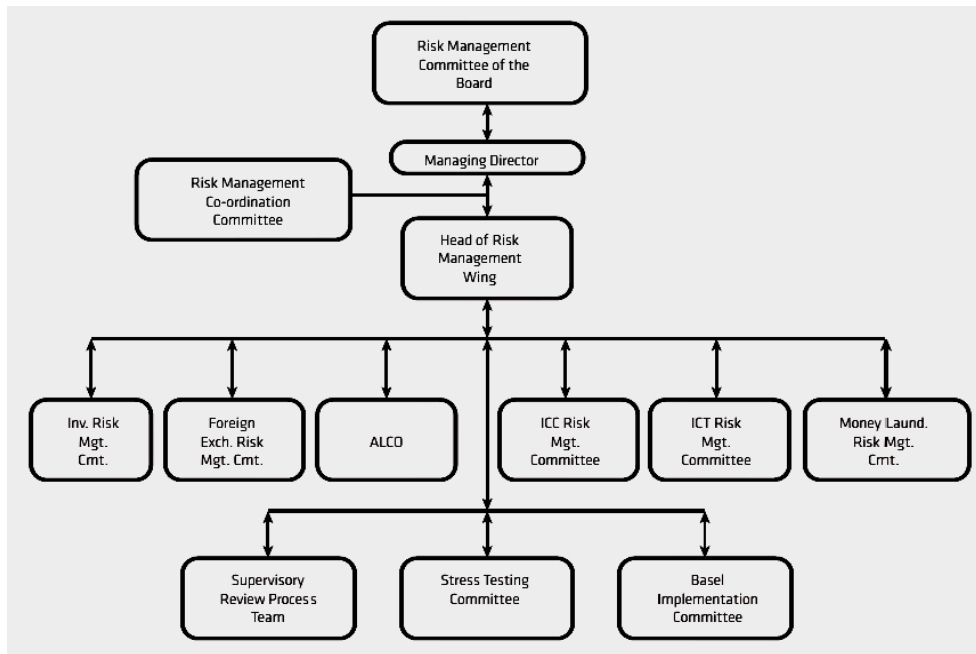 Risk Management
Committee of the
Board
Managing Director
Risk Management
Co-ordination
Committee
Head of Risk
Management
Wing
Inv. Risk
Mgt.
Cmt.
Foreign
Exch. Risk
Mgt. Cmt.
ALCO
ICC Risk
Mgt.
Committee
ICT Risk
Mgt.
Committee
Money Laund.
Risk Mgt.
Cmt.
Supervisory
Review Process
Team
Stress Testing
Committee
Basel
Implementation
Committee